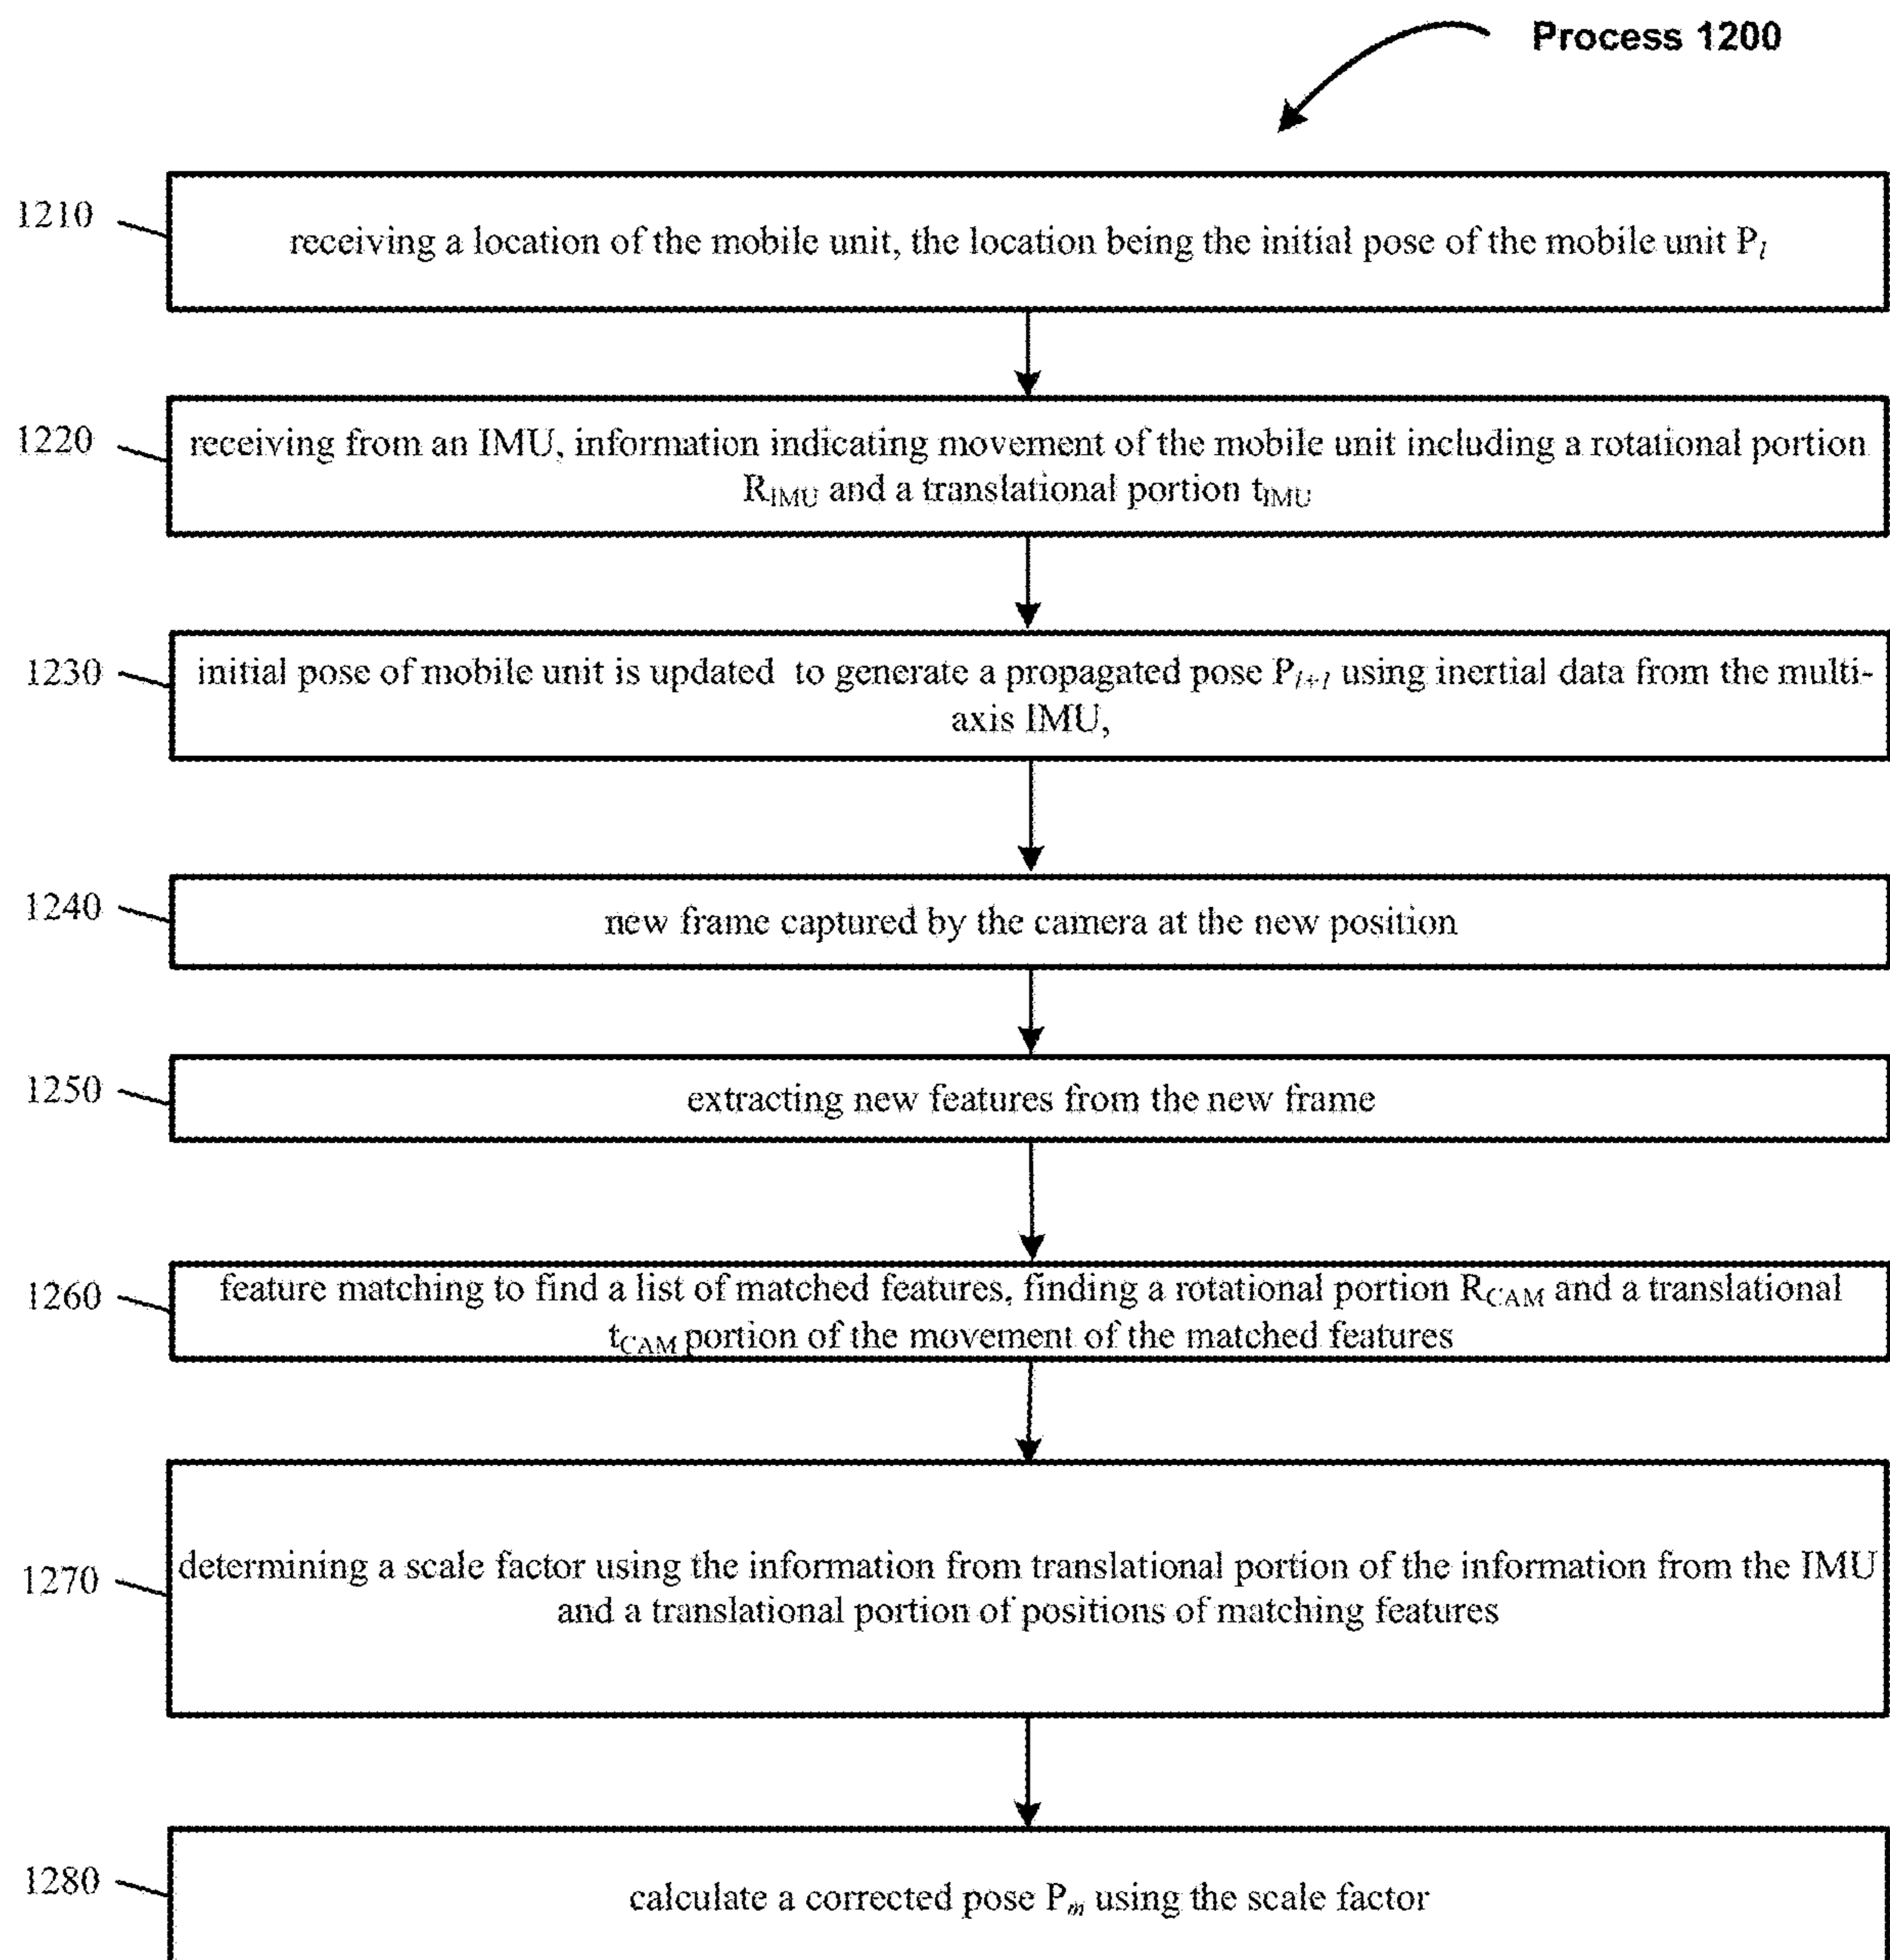 Process 1200
1210
receiving a location of the mobile unit, the location being the initial pose of the mobile unit Pₗ
1220
receiving from an IMU, information indicating movement of the mobile unit including a rotational portion
R_IMU and a translational portion t_IMU
1230
initial pose of mobile unit is updated to generate a propagated pose Pₗ₊ₗ using inertial data from the multi-
axis IMU,
1240
new frame captured by the camera at the new position
1250
extracting new features from the new frame
1260
feature matching to find a list of matched features, finding a rotational portion R_CAM and a translational
t_CAM portion of the movement of the matched features
1270
determining a scale factor using the information from translational portion of the information from the IMU
and a translational portion of positions of matching features
1280
calculate a corrected pose Pₘ using the scale factor